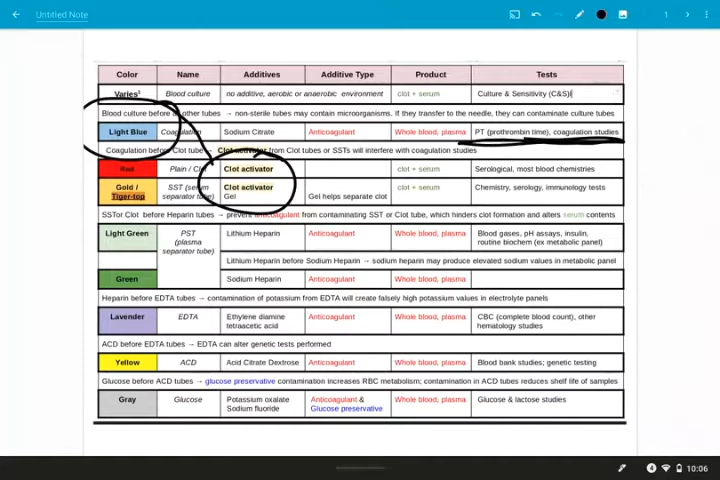 Untitled Note
1
Color Name Additives Additive Type Product Tests
Varies¹ Blood culture no additive, aerobic or anaerobic environment clot + serum Culture & Sensitivity (C&S)
Blood culture before all other tubes → non-sterile tubes may contain microorganisms. If they transfer to the needle, they can contaminate culture tubes
Light Blue Coagulation Sodium Citrate Anticoagulant Whole blood, plasma PT (prothrombin time), coagulation studies
Coagulation before Clot tube → Clot activator from Clot tubes or SSTs will interfere with coagulation studies
Red Plain / Clot Clot activator clot + serum Serological, most blood chemistries
Gold / SST (serum Clot activator clot + serum Chemistry, serology, immunology tests
Tiger-top separator tube) Gel Gel helps separate clot
SSTor Clot before Heparin tubes → prevent anticoagulant from contaminating SST or Clot tube, which hinders clot formation and alters serum contents
Light Green PST Lithium Heparin Anticoagulant Whole blood, plasma Blood gases, pH assays, insulin,
(plasma routine biochem (ex metabolic panel)
separator tube)
Lithium Heparin before Sodium Heparin → sodium heparin may produce elevated sodium values in metabolic panel
Green Sodium Heparin Anticoagulant Whole blood, plasma
Heparin before EDTA tubes → contamination of potassium from EDTA will create falsely high potassium values in electrolyte panels
Lavender EDTA Ethylene diamine Anticoagulant Whole blood, plasma CBC (complete blood count), other
tetraacetic acid hematology studies
ACD before EDTA tubes → EDTA can alter genetic tests performed
Yellow ACD Acid Citrate Dextrose Anticoagulant Whole blood, plasma Blood bank studies; genetic testing
Glucose before ACD tubes → glucose preservative contamination increases RBC metabolism; contamination in ACD tubes reduces shelf life of samples
Gray Glucose Potassium oxalate Anticoagulant & Whole blood, plasma Glucose & lactose studies
Sodium fluoride Glucose preservative
4 10:06